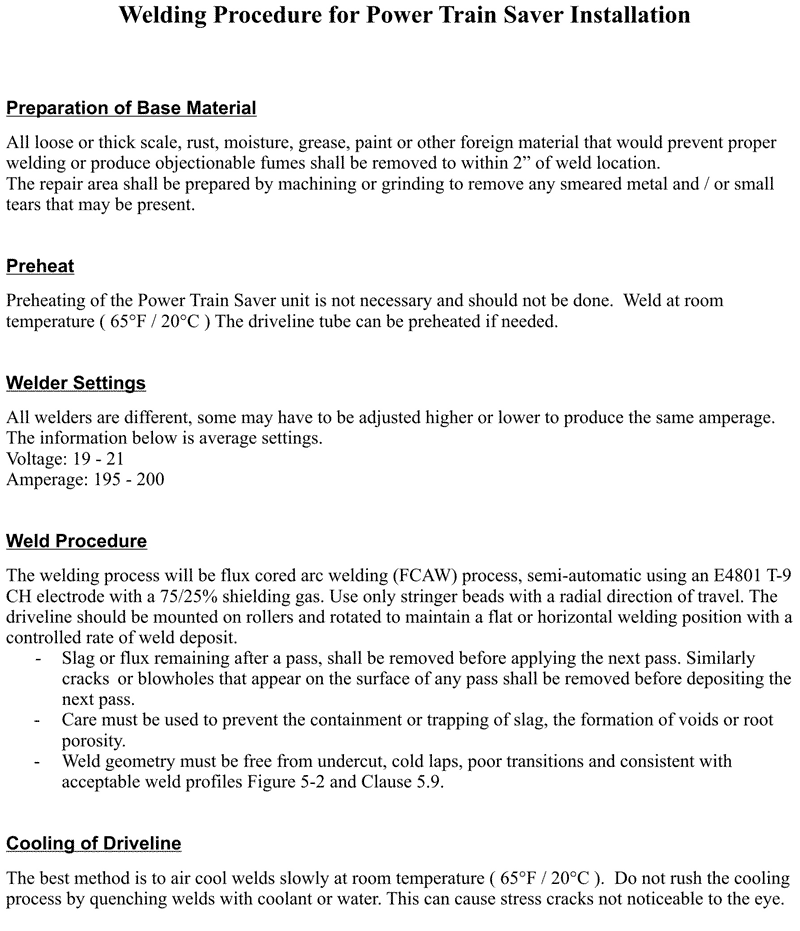 Welding Procedure for Power Train Saver Installation
Preparation of Base Material
All loose or thick scale, rust, moisture, grease, paint or other foreign material that would prevent proper
welding or produce objectionable fumes shall be removed to within 2” of weld location.
The repair area shall be prepared by machining or grinding to remove any smeared metal and / or small
tears that may be present.
Preheat
Preheating of the Power Train Saver unit is not necessary and should not be done.  Weld at room
temperature ( 65°F / 20°C ) The driveline tube can be preheated if needed.
Welder Settings
All welders are different, some may have to be adjusted higher or lower to produce the same amperage.
The information below is average settings.
Voltage: 19 - 21
Amperage: 195 - 200
Weld Procedure
The welding process will be flux cored arc welding (FCAW) process, semi-automatic using an E4801 T-9
CH electrode with a 75/25% shielding gas. Use only stringer beads with a radial direction of travel. The
driveline should be mounted on rollers and rotated to maintain a flat or horizontal welding position with a
controlled rate of weld deposit.
- Slag or flux remaining after a pass, shall be removed before applying the next pass. Similarly
cracks  or blowholes that appear on the surface of any pass shall be removed before depositing the
next pass.
- Care must be used to prevent the containment or trapping of slag, the formation of voids or root
porosity.
- Weld geometry must be free from undercut, cold laps, poor transitions and consistent with
acceptable weld profiles Figure 5-2 and Clause 5.9.
Cooling of Driveline
The best method is to air cool welds slowly at room temperature ( 65°F / 20°C ).  Do not rush the cooling
process by quenching welds with coolant or water. This can cause stress cracks not noticeable to the eye.